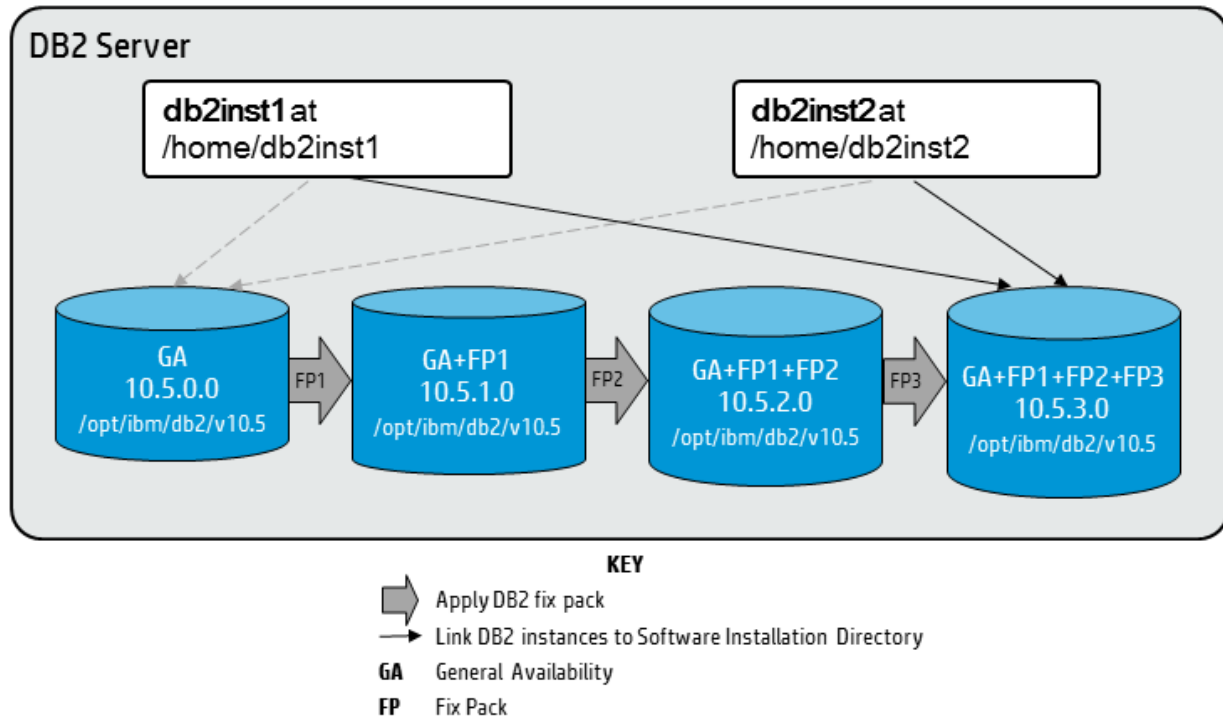 DB2 Server
db2inst1 at
/home/db2inst1
db2inst2 at
/home/db2inst2
GA
10.5.0.0
/opt/ibm/db2/v10.5
FP1
GA+FP1
10.5.1.0
/opt/ibm/db2/v10.5
FP2
GA+FP1+FP2
10.5.2.0
/opt/ibm/db2/v10.5
FP3
GA+FP1+FP2+FP3
10.5.3.0
/opt/ibm/db2/v10.5
KEY
Apply DB2 fix pack
Link DB2 instances to Software Installation Directory
GA General Availability
FP Fix Pack